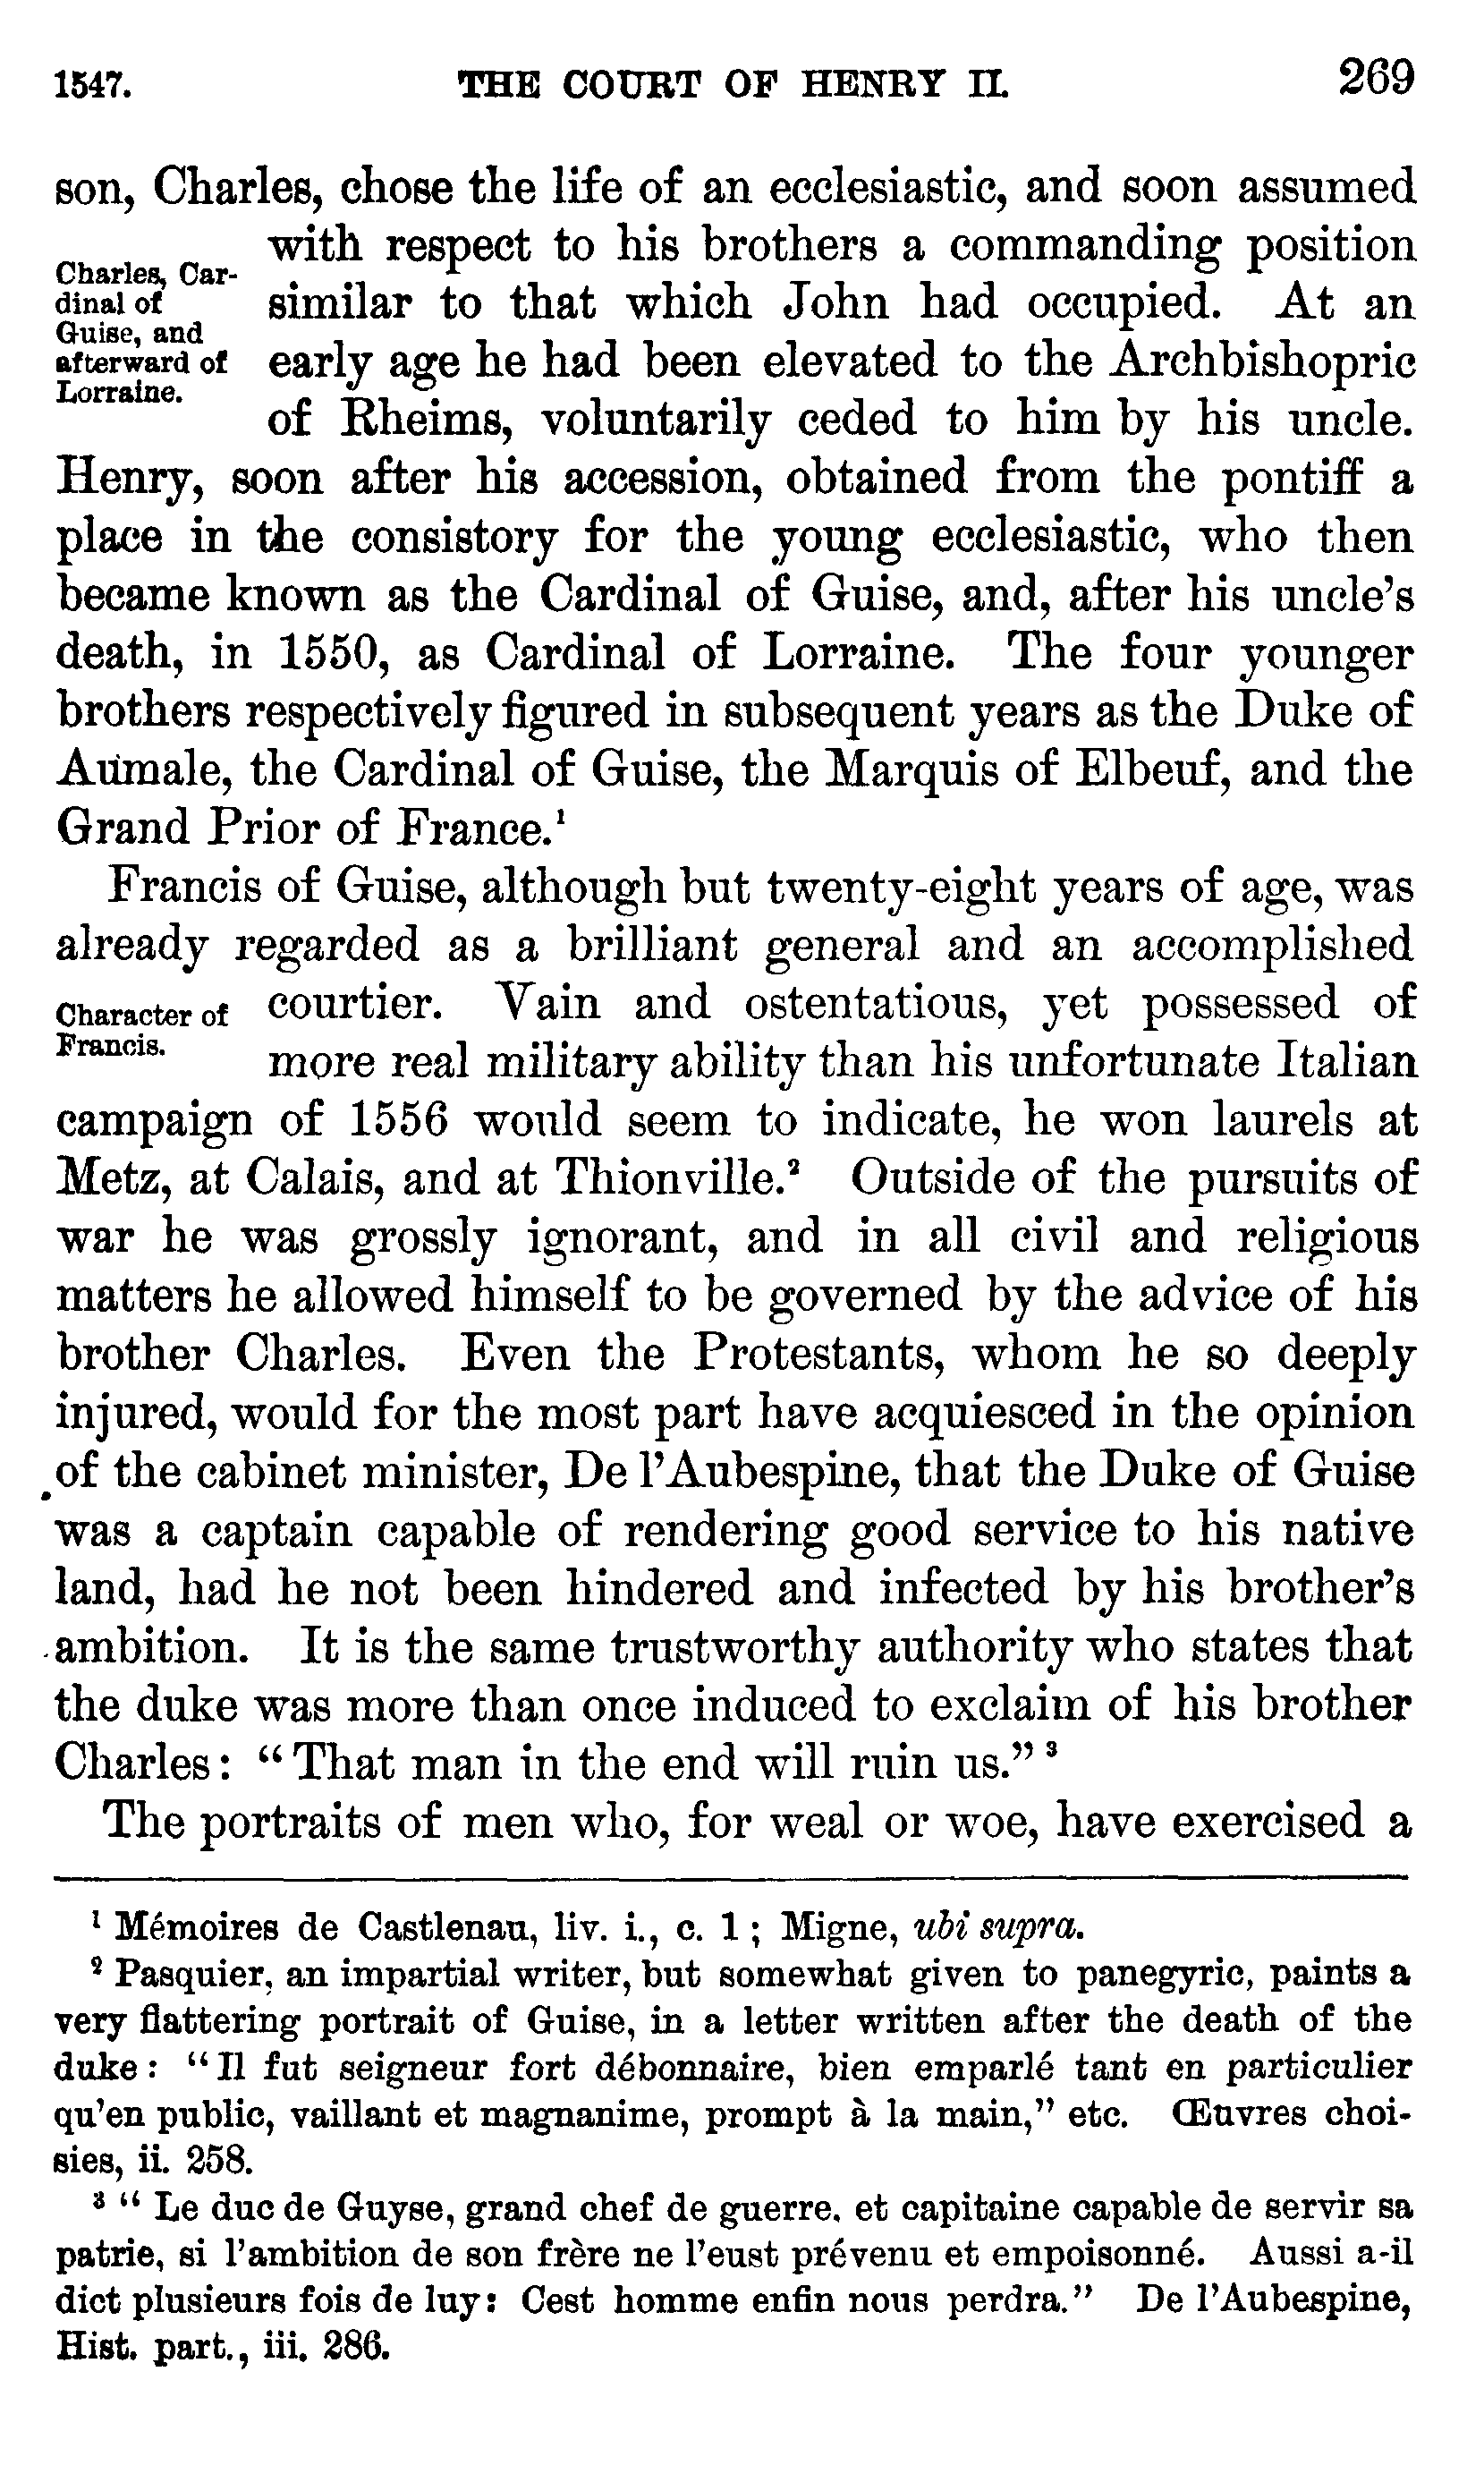 1547. THE COURT OF HENRY II. 269
son, Charles, chose the life of an ecclesiastic, and soon assumed
with respect to his brothers a commanding position
Charles, Car-
dinal of
Guise, and
afterward of
Lorraine.
similar to that which John had occupied. At an
early age he had been elevated to the Archbishopric
of Rheims, voluntarily ceded to him by his uncle.
Henry, soon after his accession, obtained from the pontiff a
place in the consistory for the young ecclesiastic, who then
became known as the Cardinal of Guise, and, after his uncle's
death, in 1550, as Cardinal of Lorraine. The four younger
brothers respectively figured in subsequent years as the Duke of
Aumale, the Cardinal of Guise, the Marquis of Elbeuf, and the
Grand Prior of France.¹
Francis of Guise, although but twenty-eight years of age, was
already regarded as a brilliant general and an accomplished
Character of
Francis.
courtier. Vain and ostentatious, yet possessed of
more real military ability than his unfortunate Italian
campaign of 1556 would seem to indicate, he won laurels at
Metz, at Calais, and at Thionville.² Outside of the pursuits of
war he was grossly ignorant, and in all civil and religious
matters he allowed himself to be governed by the advice of his
brother Charles. Even the Protestants, whom he so deeply
injured, would for the most part have acquiesced in the opinion
of the cabinet minister, De l'Aubespine, that the Duke of Guise
was a captain capable of rendering good service to his native
land, had he not been hindered and infected by his brother's
ambition. It is the same trustworthy authority who states that
the duke was more than once induced to exclaim of his brother
Charles: "That man in the end will ruin us." ³
The portraits of men who, for weal or woe, have exercised a
¹ Mémoires de Castlenau, liv. i., c. 1; Migne, ubi supra.
² Pasquier, an impartial writer, but somewhat given to panegyric, paints a
very flattering portrait of Guise, in a letter written after the death of the
duke: "Il fut seigneur fort débonnaire, bien emparlé tant en particulier
qu'en public, vaillant et magnanime, prompt à la main," etc. Œuvres choi-
sies, ii. 258.
³ "Le duc de Guyse, grand chef de guerre. et capitaine capable de servir sa
patrie, si l'ambition de son frère ne l'eust prévenu et empoisonné. Aussi a-il
dict plusieurs fois de luy: Cest homme enfin nous perdra." De l'Aubespine,
Hist. part., iii. 286.